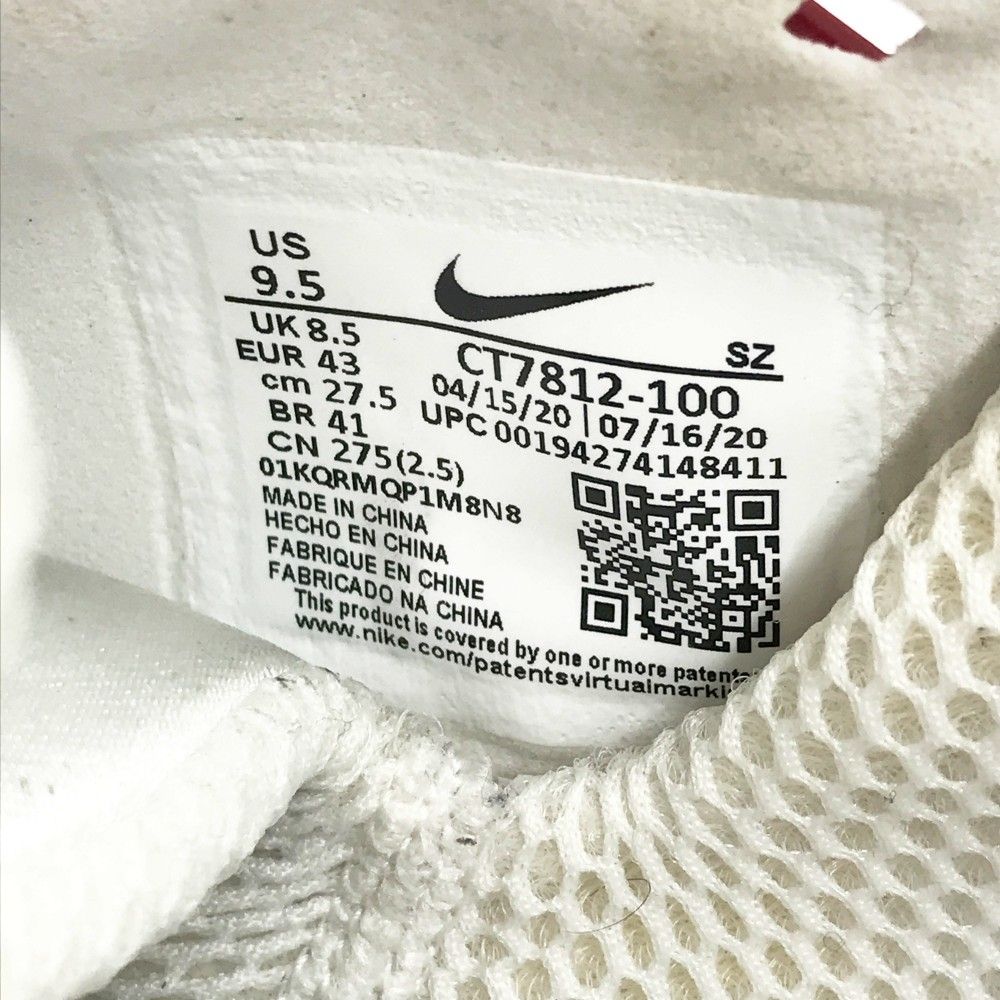 US
9.5
SZ
UK 8.5
CT7812-100
EUR 43
04/15/20 | 07/16/20
cm 27.5
UPC 00194274148411
BR 41
CN 275(2.5)
01KQRMQP1M8N8
MADE IN CHINA
HECHO EN CHINA
FABRIQUE EN CHINE
FABRICADO NA CHINA
This product is covered by one or more
www.nike.com/patentsvirtualmarki